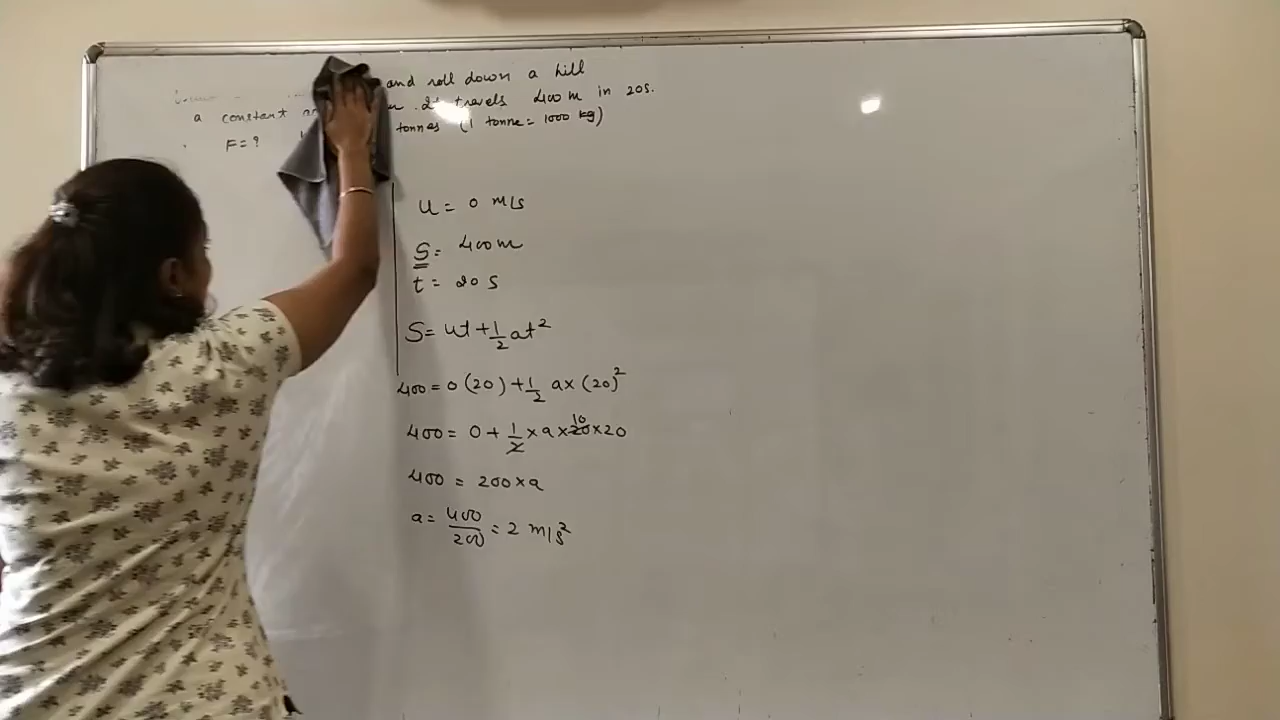 and roll down a hill
a constant travels 400 m in 20s.
F = ? tonnes (1 tonne = 1000 kg)
u = 0 m/s
S = 400m
t = 20 s
S = ut + 1/2 at²
400 = 0 (20) + 1/2 a x (20)²
400 = 0 + 1/2 x a x 20 10 x 20
400 = 200 x a
a = 400/200 = 2 m/s²